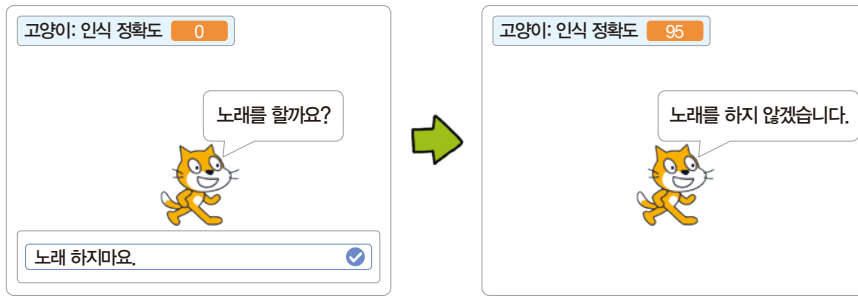 고양이: 인식 정확도 0
노래를 할까요?
노래 하지마요.
고양이: 인식 정확도 95
노래를 하지 않겠습니다.